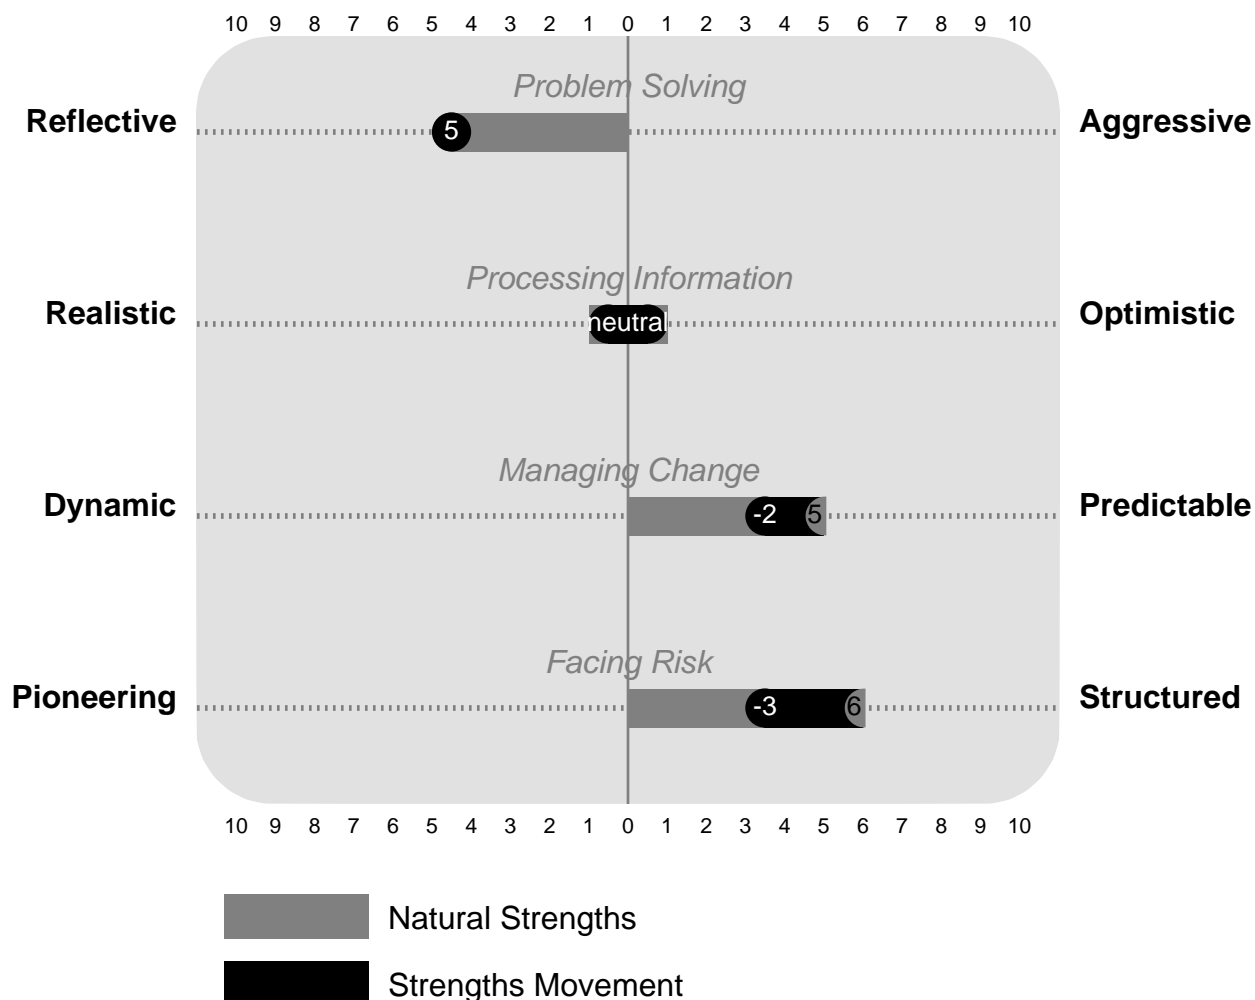 10 9 8 7 6 5 4 3 2 1 0 1 2 3 4 5 6 7 8 9 10
Problem Solving
Reflective 5 Aggressive
Processing Information
Realistic neutral Optimistic
Managing Change
Dynamic -2 5 Predictable
Facing Risk
Pioneering -3 6 Structured
10 9 8 7 6 5 4 3 2 1 0 1 2 3 4 5 6 7 8 9 10
Natural Strengths
Strengths Movement